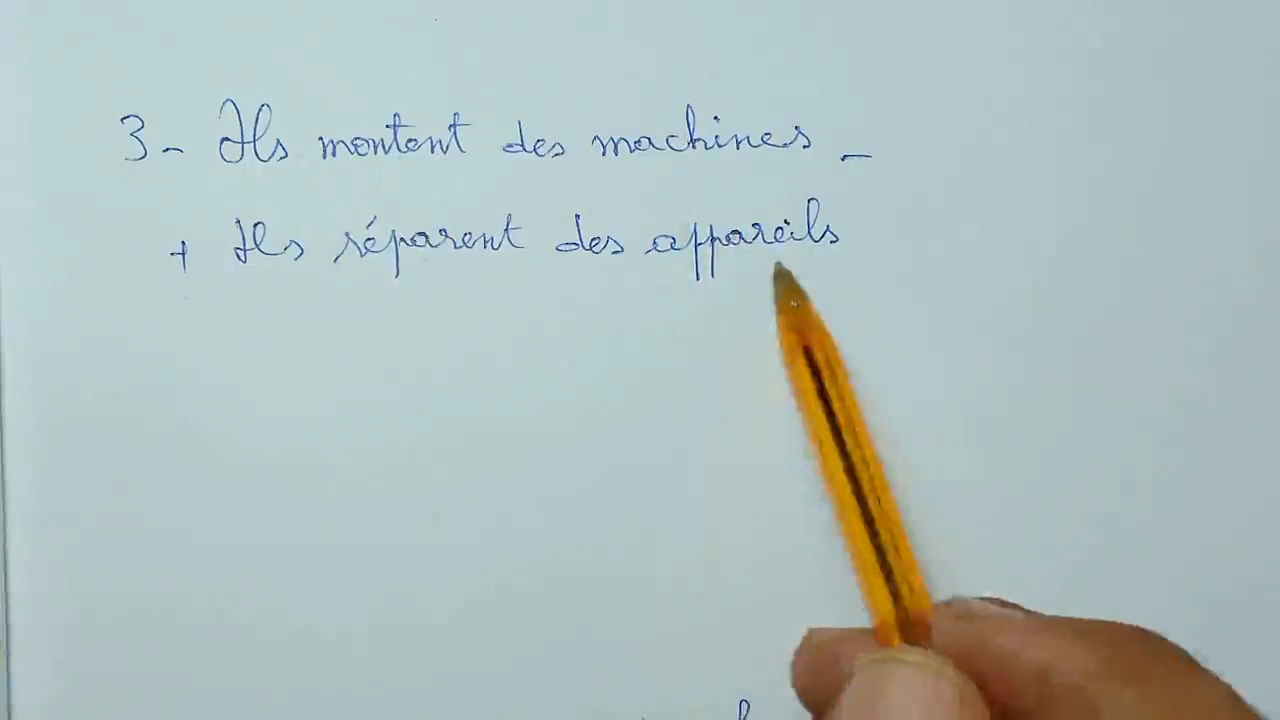 3- Ils montent des machines -
+ Ils réparent des appareils